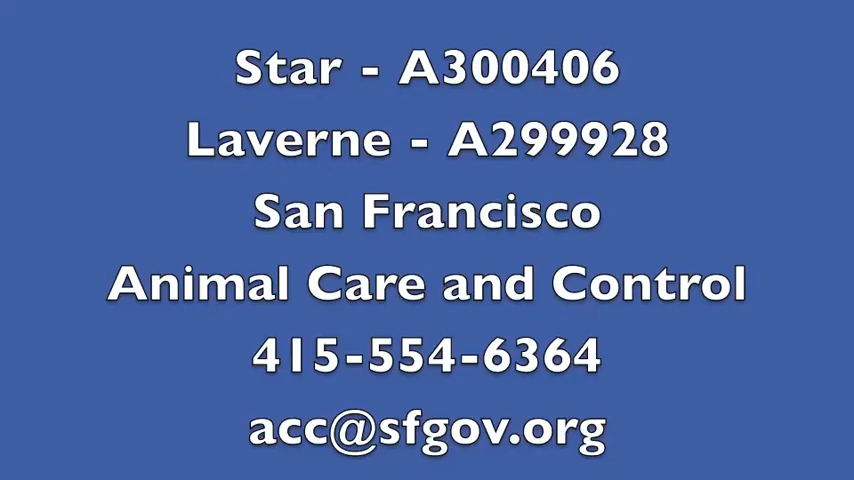 Star - A300406
Laverne - A299928
San Francisco
Animal Care and Control
415-554-6364
acc@sfgov.org